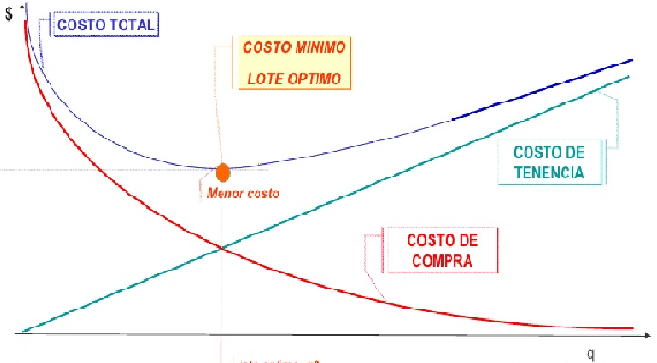 $
COSTO TOTAL
COSTO MINIMO
LOTE OPTIMO
COSTO DE
TENENCIA
Menor costo
COSTO DE
COMPRA
q